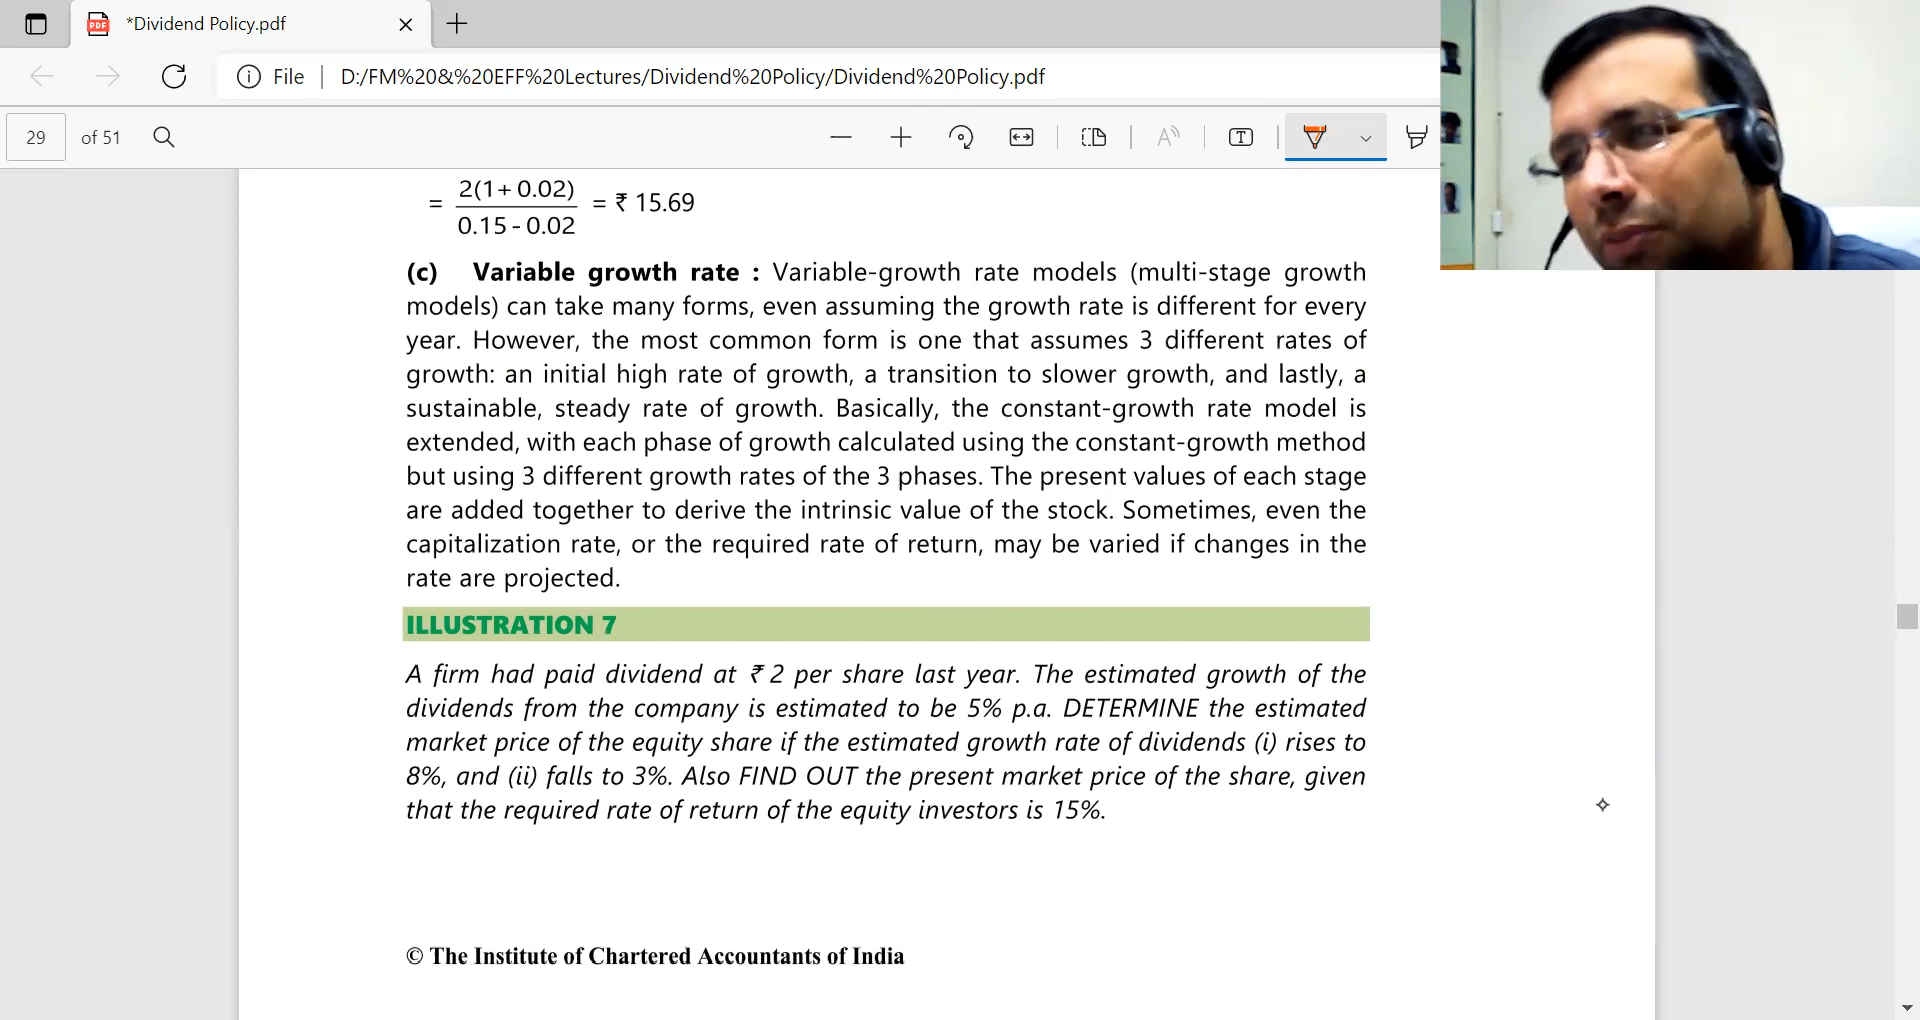 *Dividend Policy.pdf
File
D:/FM%20&%20EFF%20Lectures/Dividend%20Policy/Dividend%20Policy.pdf
29 of 51
= 2(1+0.02) / 0.15-0.02 = ₹ 15.69
(c) Variable growth rate : Variable-growth rate models (multi-stage growth
models) can take many forms, even assuming the growth rate is different for every
year. However, the most common form is one that assumes 3 different rates of
growth: an initial high rate of growth, a transition to slower growth, and lastly, a
sustainable, steady rate of growth. Basically, the constant-growth rate model is
extended, with each phase of growth calculated using the constant-growth method
but using 3 different growth rates of the 3 phases. The present values of each stage
are added together to derive the intrinsic value of the stock. Sometimes, even the
capitalization rate, or the required rate of return, may be varied if changes in the
rate are projected.
ILLUSTRATION 7
A firm had paid dividend at ₹ 2 per share last year. The estimated growth of the
dividends from the company is estimated to be 5% p.a. DETERMINE the estimated
market price of the equity share if the estimated growth rate of dividends (i) rises to
8%, and (ii) falls to 3%. Also FIND OUT the present market price of the share, given
that the required rate of return of the equity investors is 15%.
© The Institute of Chartered Accountants of India